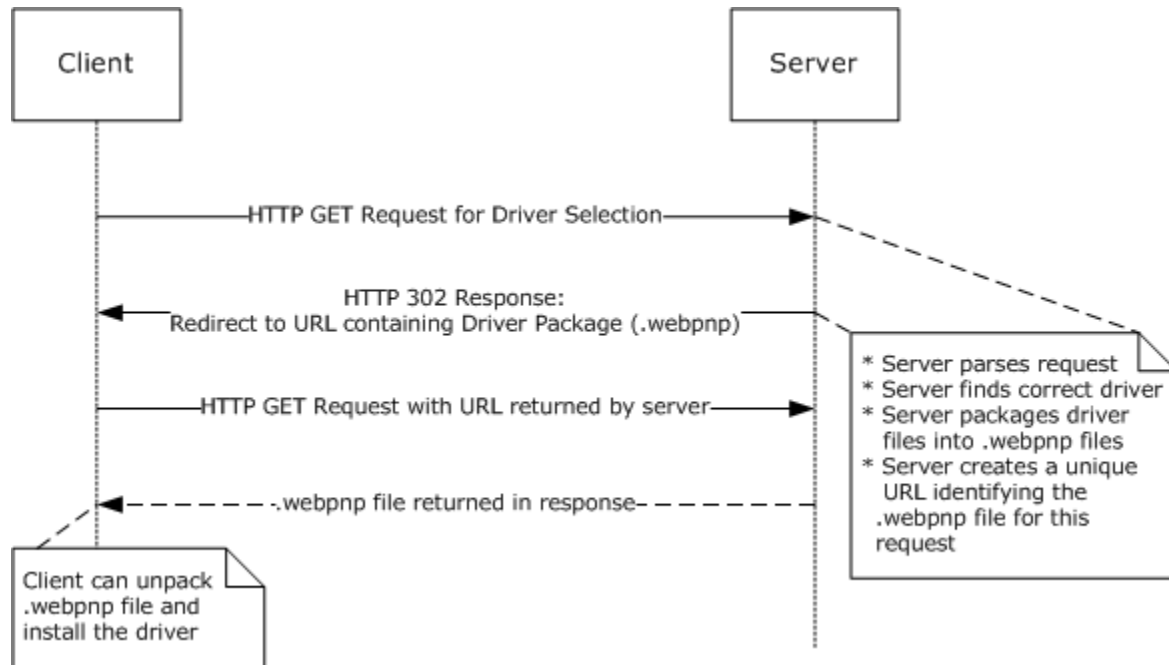 Client
Server
HTTP GET Request for Driver Selection
HTTP 302 Response:
Redirect to URL containing Driver Package (.webpnp)
* Server parses request
* Server finds correct driver
* Server packages driver
files into .webpnp files
* Server creates a unique
URL identifying the
.webpnp file for this
request
HTTP GET Request with URL returned by server
.webpnp file returned in response
Client can unpack
.webpnp file and
install the driver